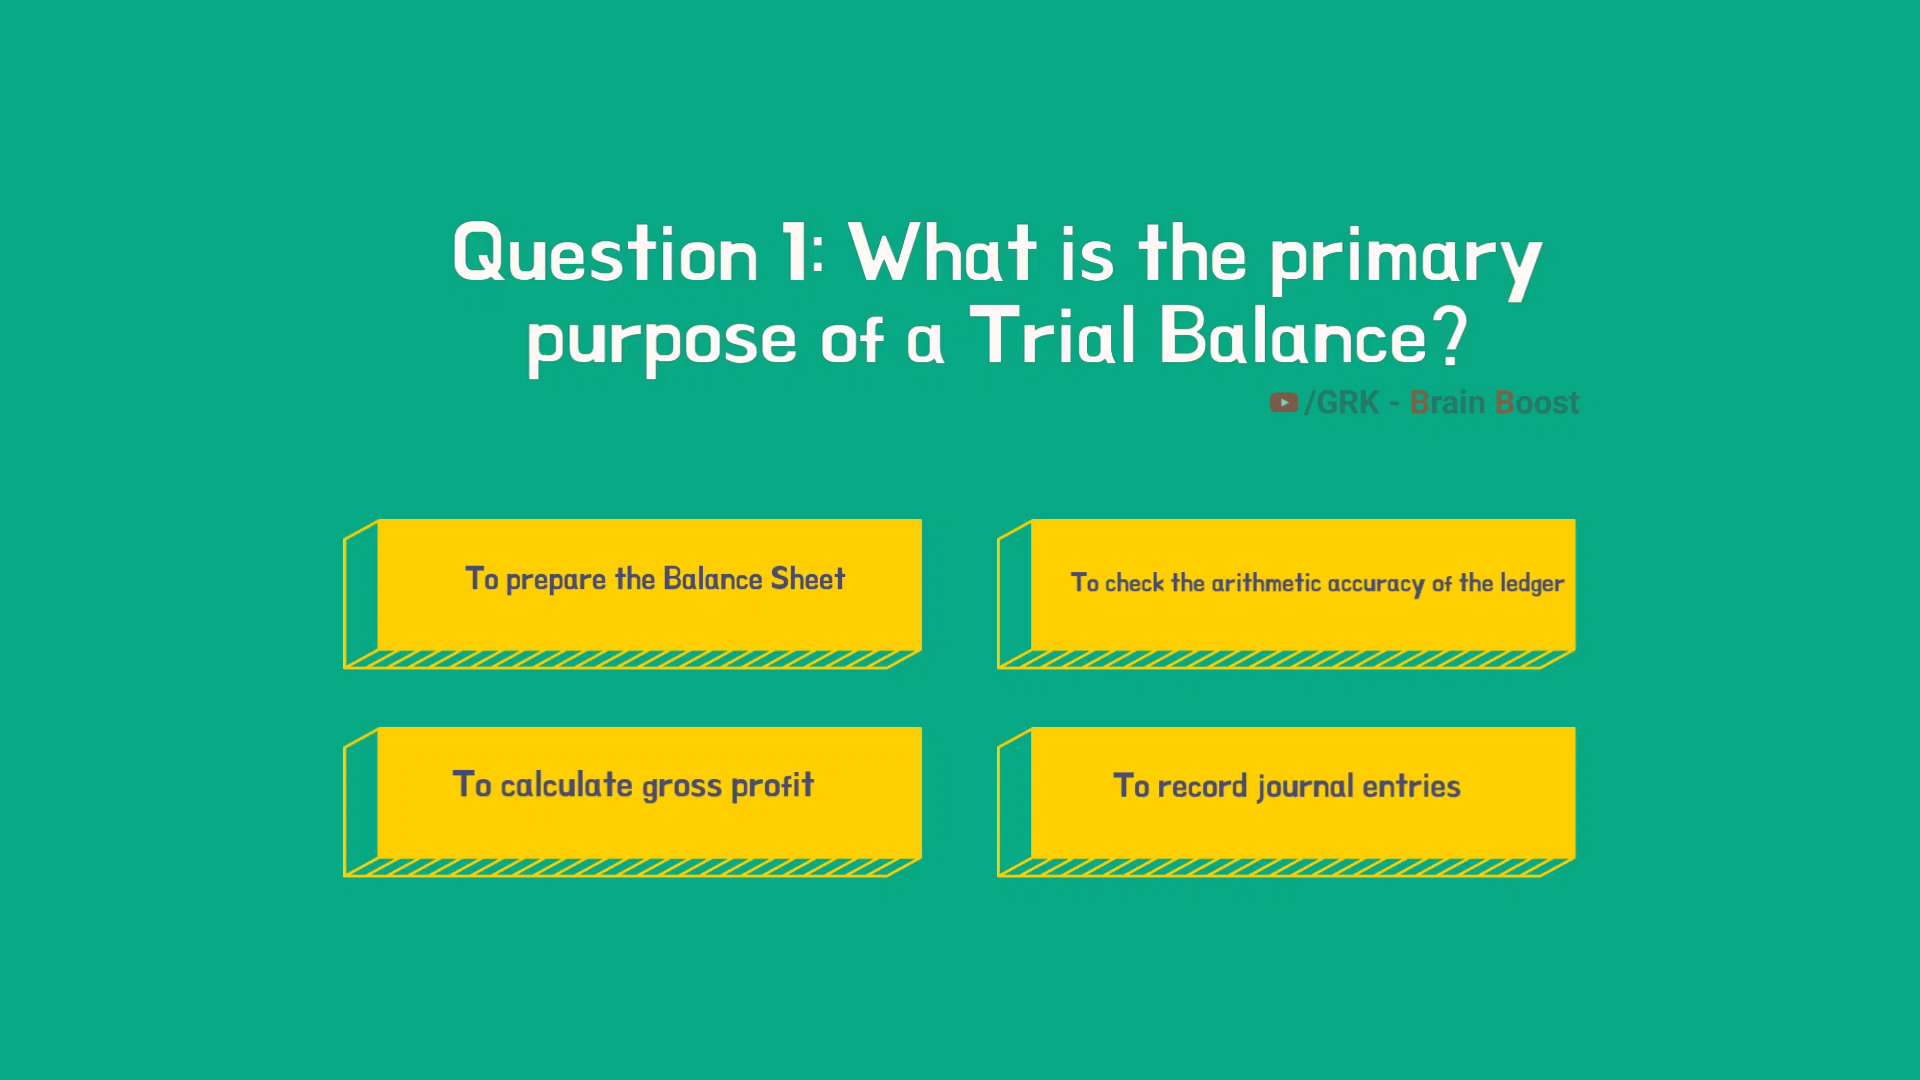 Question 1: What is the primary
purpose of a Trial Balance?
/GRK - Brain Boost
To prepare the Balance Sheet
To check the arithmetic accuracy of the ledger
To calculate gross profit
To record journal entries